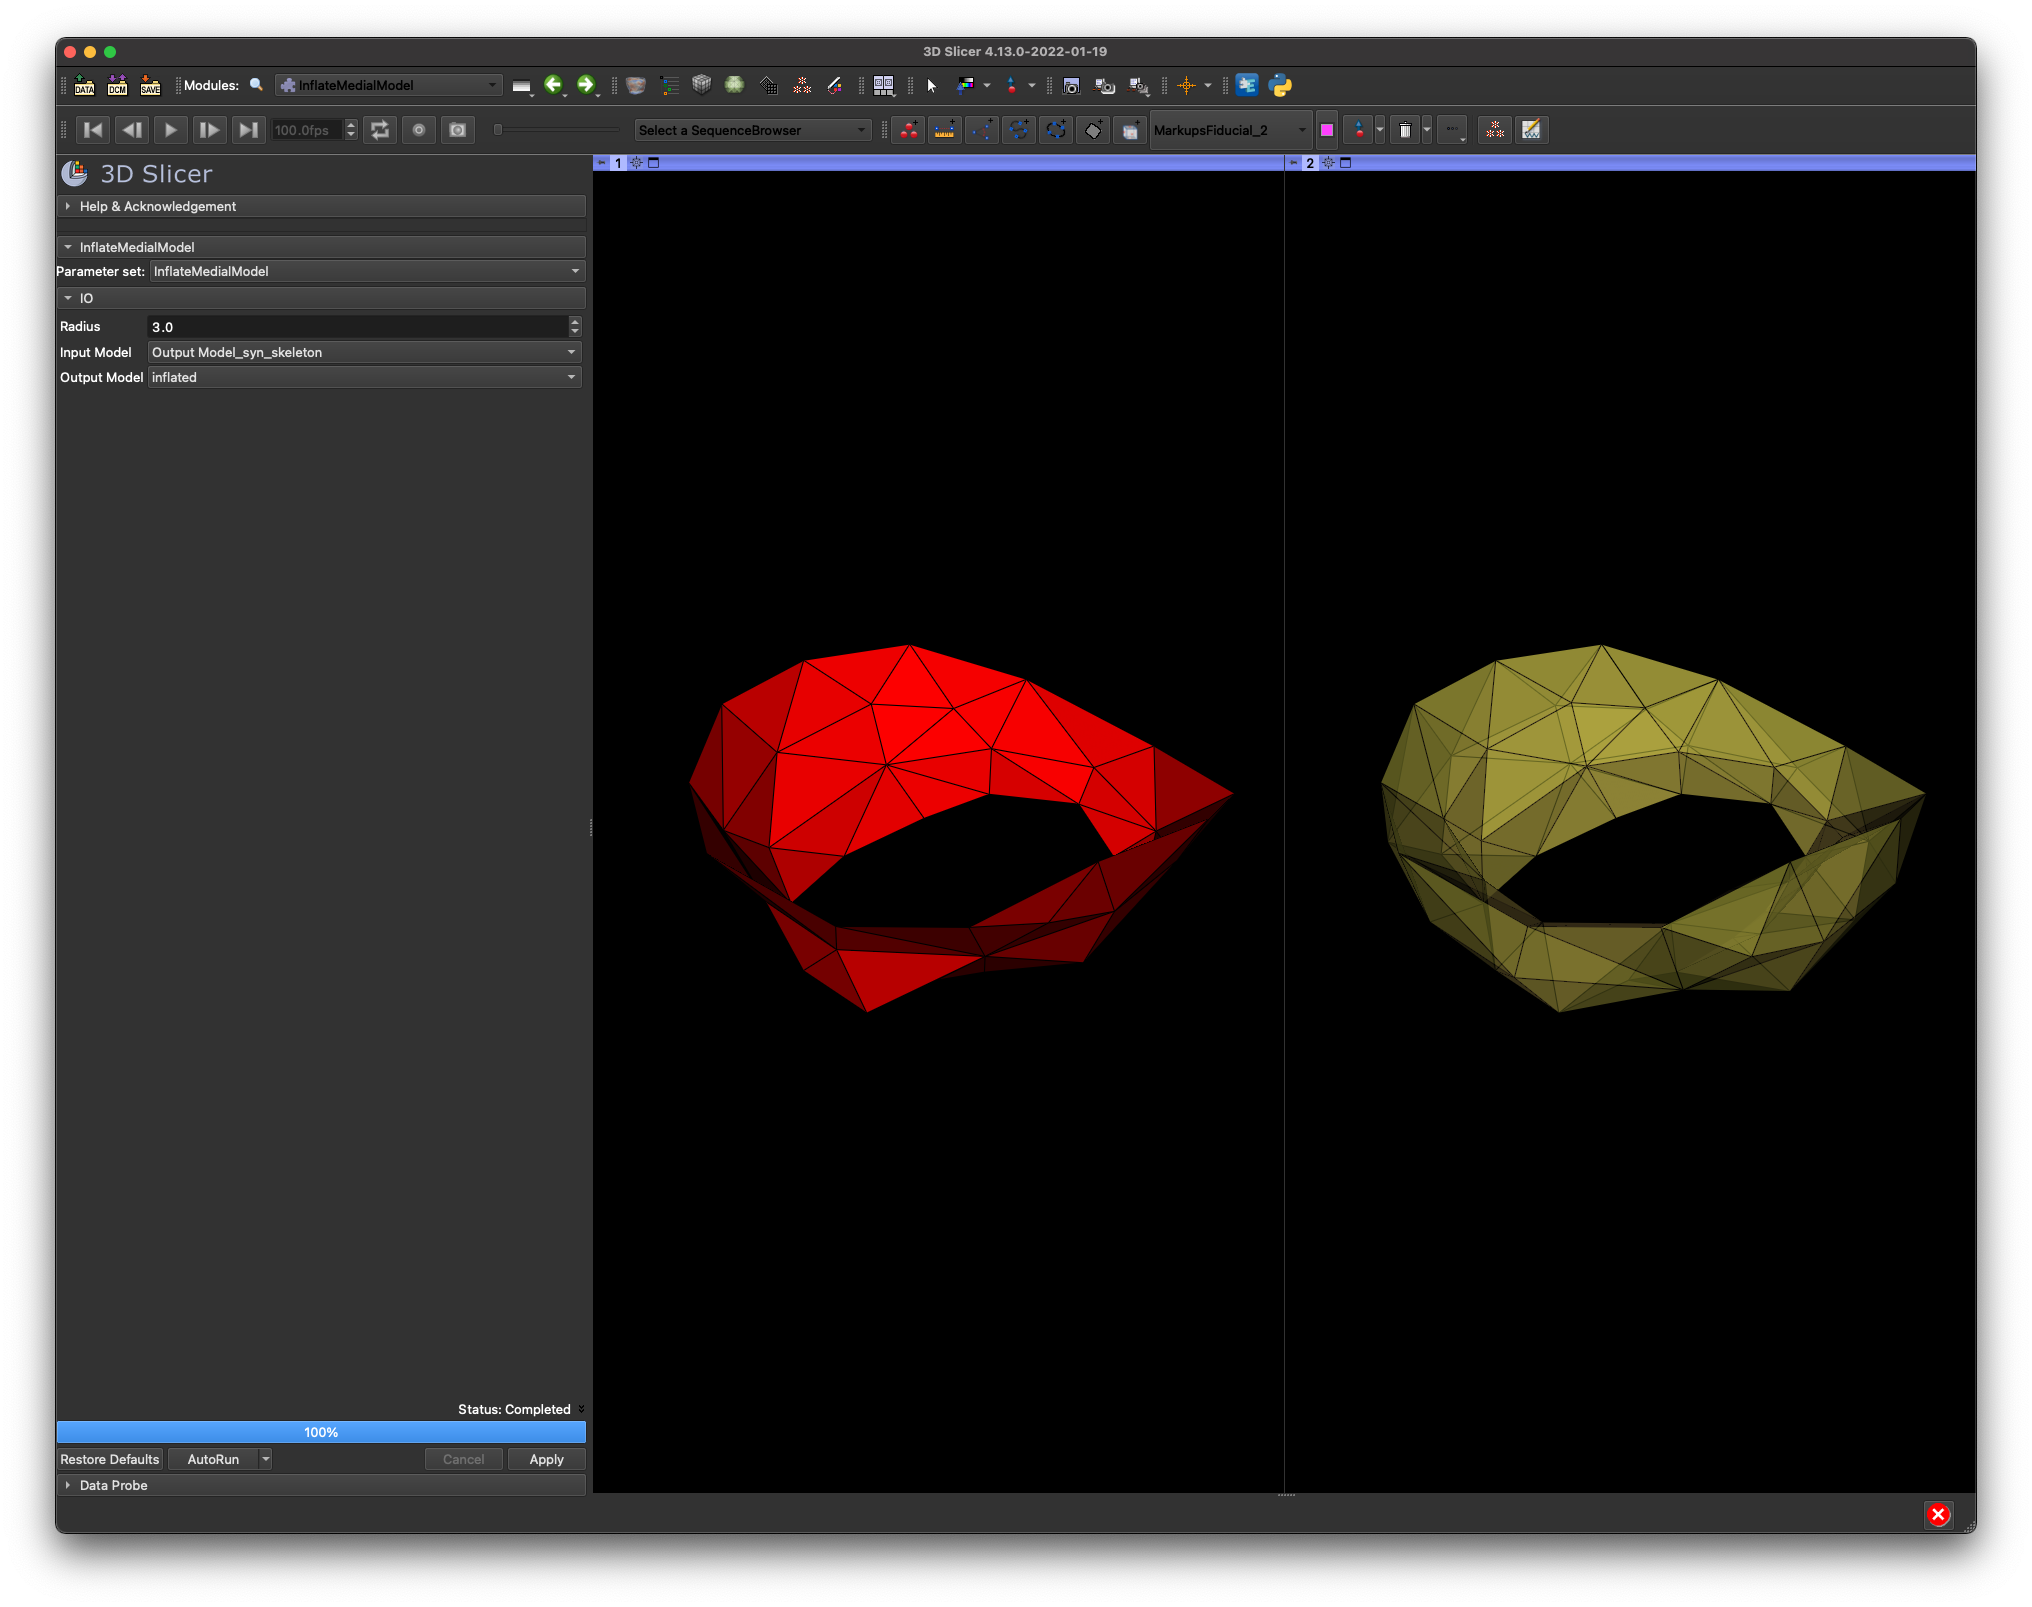 3D Slicer 4.13.0-2022-01-19
DATA DCM SAVE Modules: InflateMedialModel
100.0fps Select a SequenceBrowser MarkupsFiducial_2
3D Slicer
1
2
Help & Acknowledgement
InflateMedialModel
Parameter set: InflateMedialModel
IO
Radius 3.0
Input Model Output Model_syn_skeleton
Output Model inflated
Status: Completed
100%
Restore Defaults AutoRun Cancel Apply
Data Probe